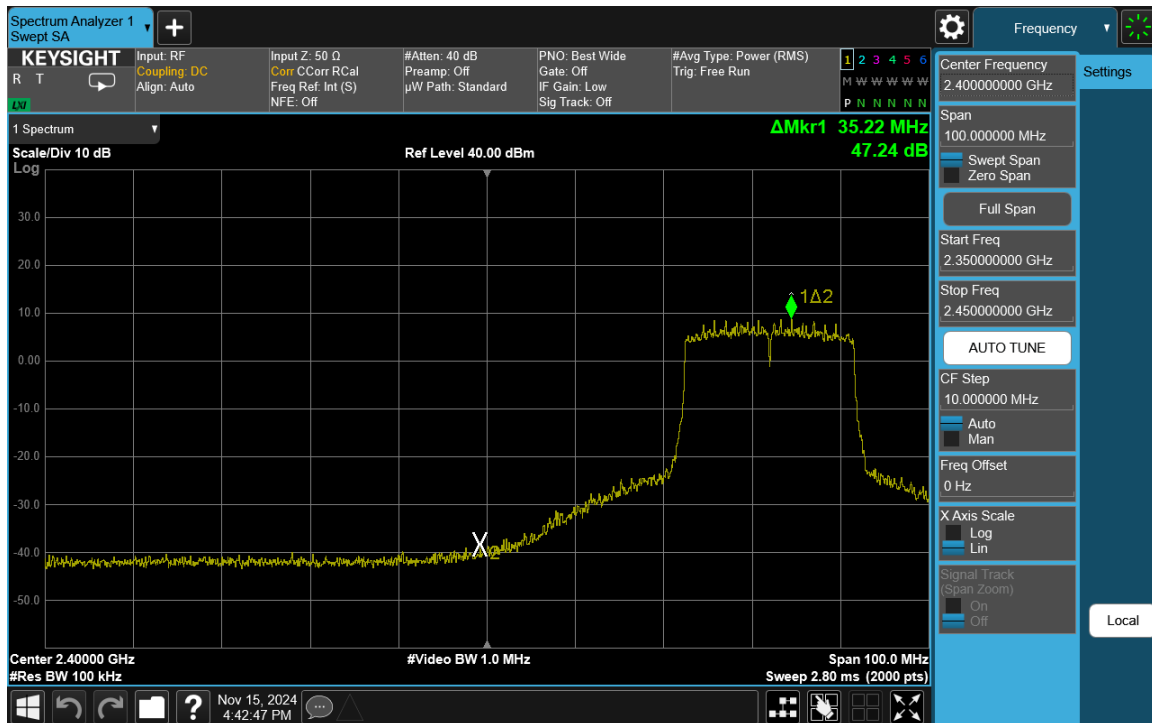 Spectrum Analyzer 1
Swept SA
Frequency
KEYSIGHT
R T
LXI
Input: RF
Coupling: DC
Align: Auto
Input Z: 50 Ω
Corr CCorr RCal
Freq Ref: Int (S)
NFE: Off
#Atten: 40 dB
Preamp: Off
µW Path: Standard
PNO: Best Wide
Gate: Off
IF Gain: Low
Sig Track: Off
#Avg Type: Power (RMS)
Trig: Free Run
1 2 3 4 5 6
M W W W W W
P N N N N N
1 Spectrum
Scale/Div 10 dB
Log
Ref Level 40.00 dBm
ΔMkr1 35.22 MHz
47.24 dB
30.0
20.0
10.0
0.00
-10.0
-20.0
-30.0
-40.0
-50.0
1Δ2
X2
Center 2.40000 GHz
#Res BW 100 kHz
#Video BW 1.0 MHz
Span 100.0 MHz
Sweep 2.80 ms (2000 pts)
Nov 15, 2024
4:42:47 PM
Center Frequency
2.400000000 GHz
Span
100.000000 MHz
Swept Span
Zero Span
Full Span
Start Freq
2.350000000 GHz
Stop Freq
2.450000000 GHz
AUTO TUNE
CF Step
10.000000 MHz
Auto
Man
Freq Offset
0 Hz
X Axis Scale
Log
Lin
Signal Track
(Span Zoom)
On
Off
Settings
Local